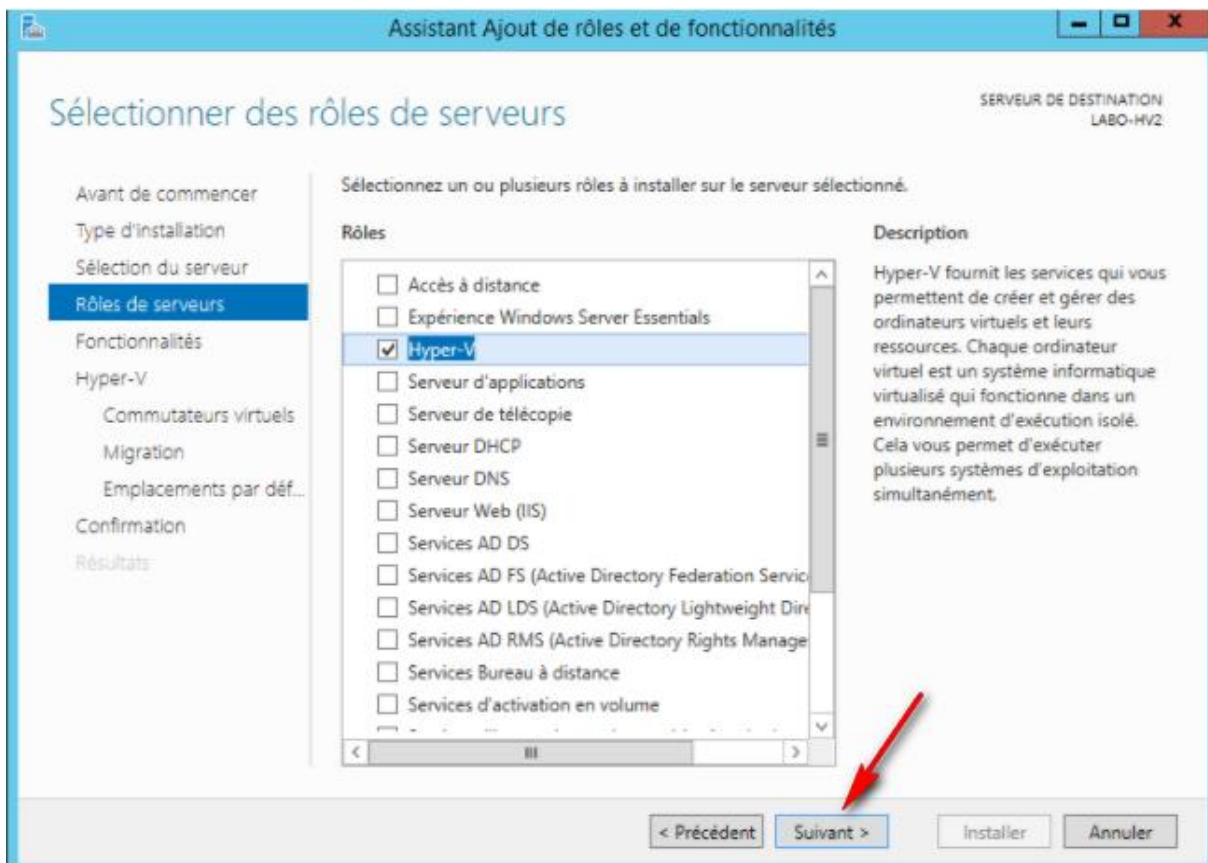 Assistant Ajout de rôles et de fonctionnalités
Sélectionner des rôles de serveurs
SERVEUR DE DESTINATION
LABO-HV2
Avant de commencer
Type d'installation
Sélection du serveur
Rôles de serveurs
Fonctionnalités
Hyper-V
Commutateurs virtuels
Migration
Emplacements par déf...
Confirmation
Résultats
Sélectionnez un ou plusieurs rôles à installer sur le serveur sélectionné.
Rôles
Accès à distance
Expérience Windows Server Essentials
Hyper-V
Serveur d'applications
Serveur de télécopie
Serveur DHCP
Serveur DNS
Serveur Web (IIS)
Services AD DS
Services AD FS (Active Directory Federation Servic
Services AD LDS (Active Directory Lightweight Dire
Services AD RMS (Active Directory Rights Manage
Services Bureau à distance
Services d'activation en volume
Description
Hyper-V fournit les services qui vous
permettent de créer et gérer des
ordinateurs virtuels et leurs
ressources. Chaque ordinateur
virtuel est un système informatique
virtualisé qui fonctionne dans un
environnement d'exécution isolé.
Cela vous permet d'exécuter
plusieurs systèmes d'exploitation
simultanément.
< Précédent
Suivant >
Installer
Annuler